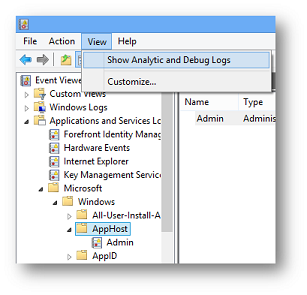 File Action View Help
Show Analytic and Debug Logs
Customize...
Event Viewe
Custom Views
Windows Logs
Applications and Services Lo
Forefront Identity Manag
Hardware Events
Internet Explorer
Key Management Service
Microsoft
Windows
All-User-Install-A
AppHost
Admin
AppID
Name Type
Admin Adminis